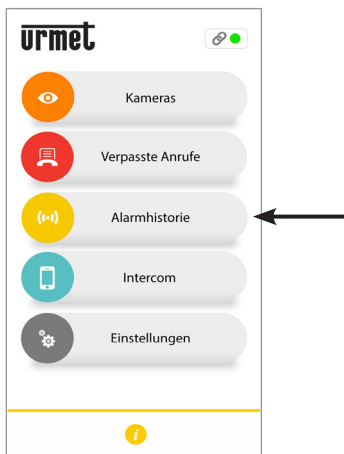 urmet
Kameras
Verpasste Anrufe
Alarmhistorie
Intercom
Einstellungen
i